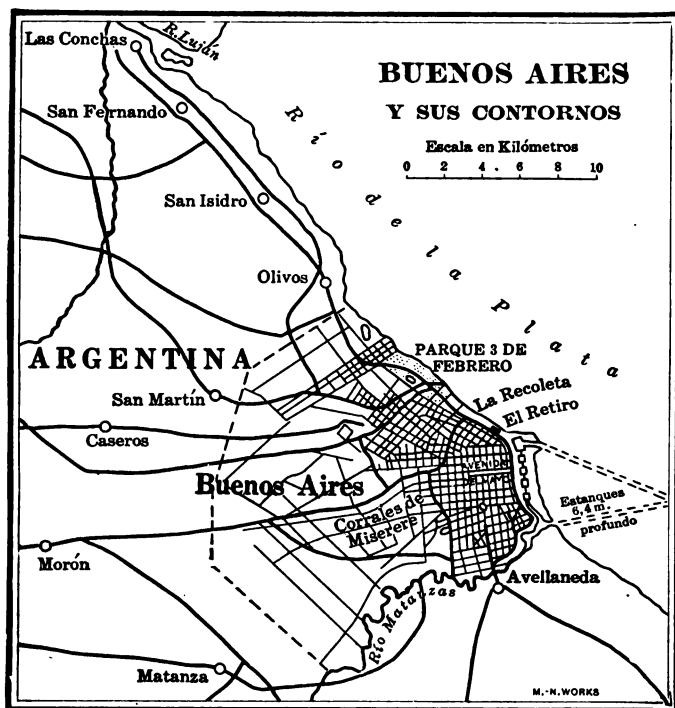 BUENOS AIRES
Y SUS CONTORNOS
Escala en Kilómetros
0 2 4 6 8 10
Las Conchas
R. Luján
San Fernando
San Isidro
Olivos
Río de la Plata
ARGENTINA
PARQUE 3 DE
FEBRERO
San Martín
La Recoleta
El Retiro
Caseros
AVENIDA
Buenos Aires
Corrales de
Miserere
Estanques
6,4 m.
profundo
Morón
Avellaneda
Río Matanzas
Matanza
M.-N. WORKS